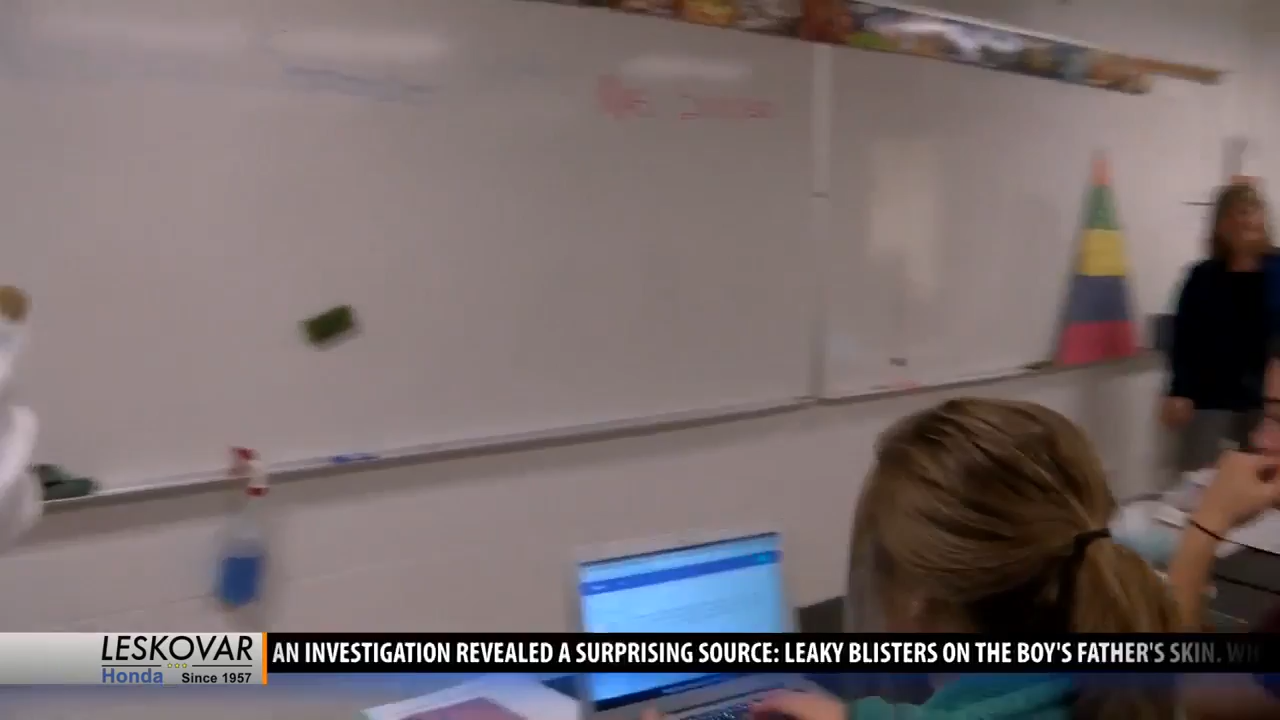 LESKOVAR
Honda Since 1957
AN INVESTIGATION REVEALED A SURPRISING SOURCE: LEAKY BLISTERS ON THE BOY'S FATHER'S SKIN.